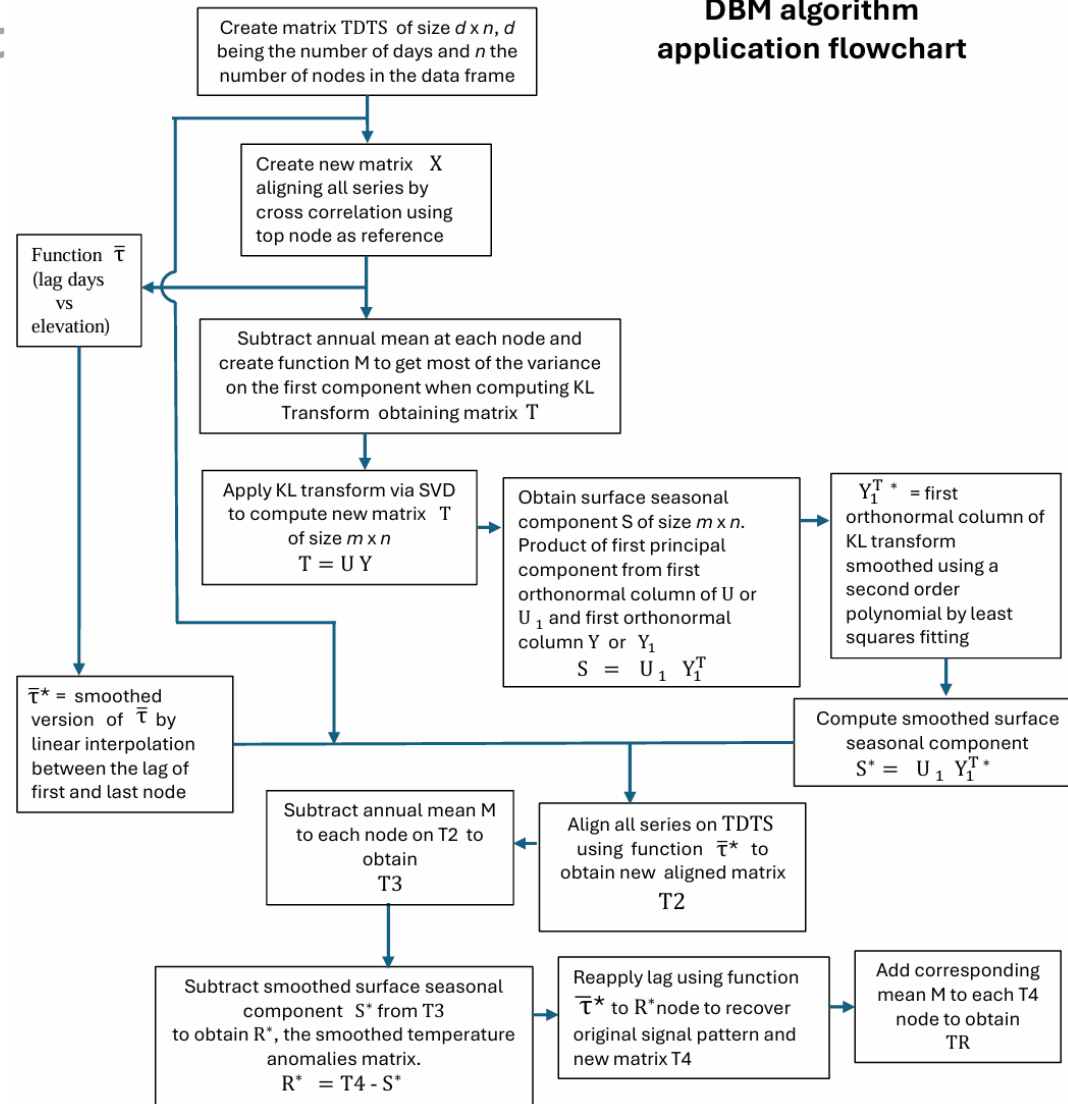 DBM algorithm
application flowchart
Create matrix TDTS of size d x n, d
being the number of days and n the
number of nodes in the data frame
Create new matrix X
aligning all series by
cross correlation using
top node as reference
Function τ̄
(lag days
vs
elevation)
Subtract annual mean at each node and
create function M to get most of the variance
on the first component when computing KL
Transform obtaining matrix T
Apply KL transform via SVD
to compute new matrix T
of size m x n
T = U Y
Obtain surface seasonal
component S of size m x n.
Product of first principal
component from first
orthonormal column of U or
U₁ and first orthonormal
column Y or Y₁
S = U₁ Y₁ᵀ
Y₁ᵀ * = first
orthonormal column of
KL transform
smoothed using a
second order
polynomial by least
squares fitting
τ̄* = smoothed
version of τ̄ by
linear interpolation
between the lag of
first and last node
Compute smoothed surface
seasonal component
S* = U₁ Y₁ᵀ *
Align all series on TDTS
using function τ̄* to
obtain new aligned matrix
T2
Subtract annual mean M
to each node on T2 to
obtain
T3
Subtract smoothed surface seasonal
component S* from T3
to obtain R*, the smoothed temperature
anomalies matrix.
R* = T4 - S*
Reapply lag using function
τ̄* to R* node to recover
original signal pattern and
new matrix T4
Add corresponding
mean M to each T4
node to obtain
TR